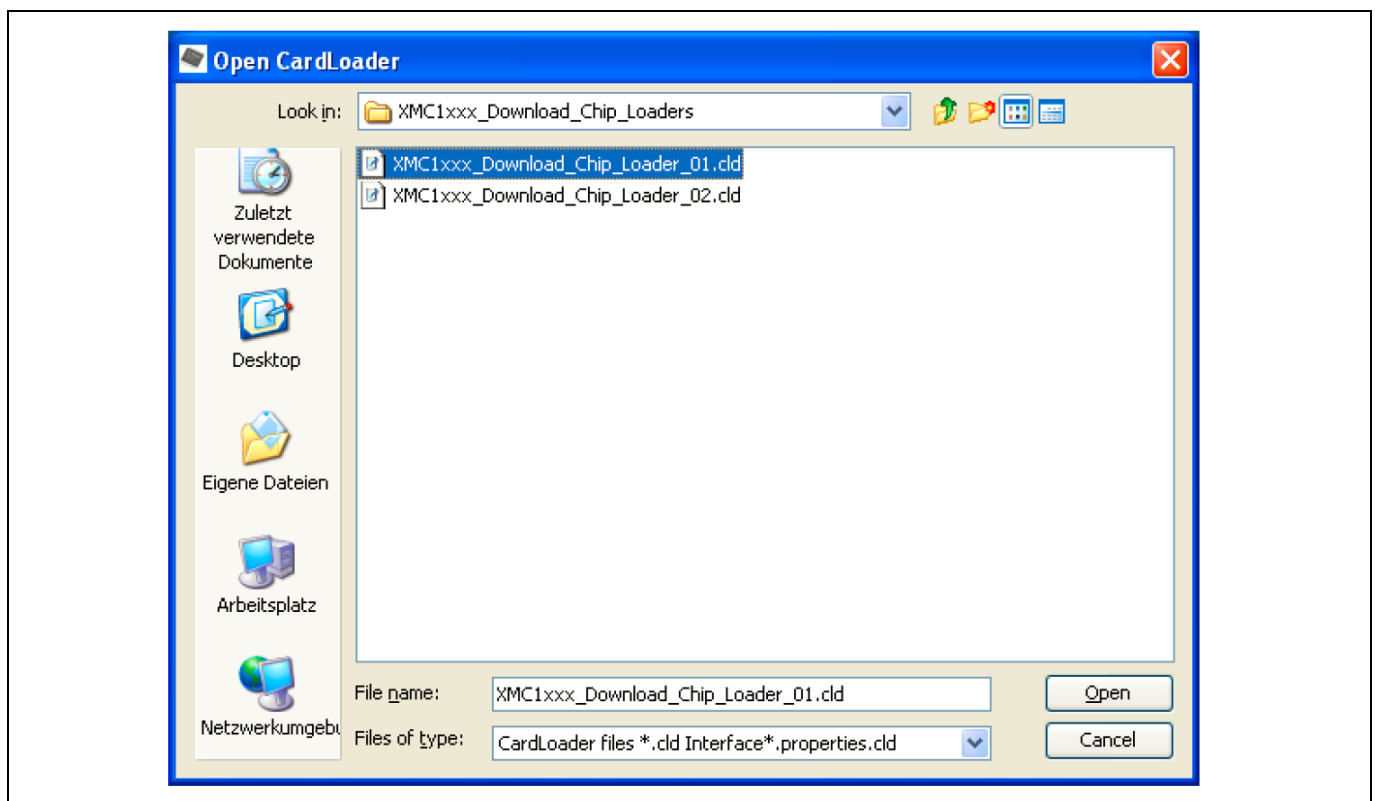 Open CardLoader
Look in:
XMC1xxx_Download_Chip_Loaders
XMC1xxx_Download_Chip_Loader_01.cld
XMC1xxx_Download_Chip_Loader_02.cld
Zuletzt
verwendete
Dokumente
Desktop
Eigene Dateien
Arbeitsplatz
Netzwerkumgebu
File name:
XMC1xxx_Download_Chip_Loader_01.cld
Open
Files of type:
CardLoader files *.cld Interface*.properties.cld
Cancel